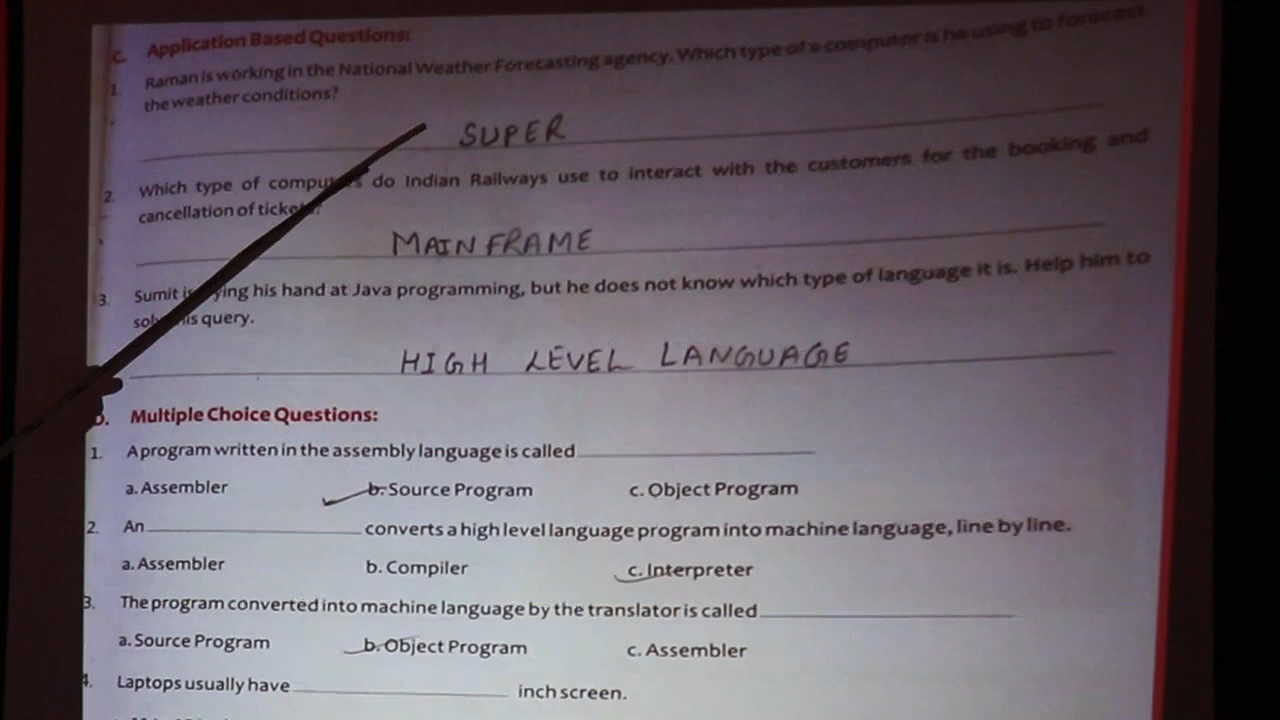 C. Application Based Questions:
1. Raman is working in the National Weather Forecasting agency. Which type of a computer is he using to forecast
the weather conditions?
SUPER
2. Which type of computers do Indian Railways use to interact with the customers for the booking and
cancellation of tickets?
MAINFRAME
3. Sumit is trying his hand at Java programming, but he does not know which type of language it is. Help him to
solve his query.
HIGH LEVEL LANGUAGE
D. Multiple Choice Questions:
1. A program written in the assembly language is called
a. Assembler b. Source Program c. Object Program
2. An converts a high level language program into machine language, line by line.
a. Assembler b. Compiler c. Interpreter
3. The program converted into machine language by the translator is called
a. Source Program b. Object Program c. Assembler
4. Laptops usually have inch screen.